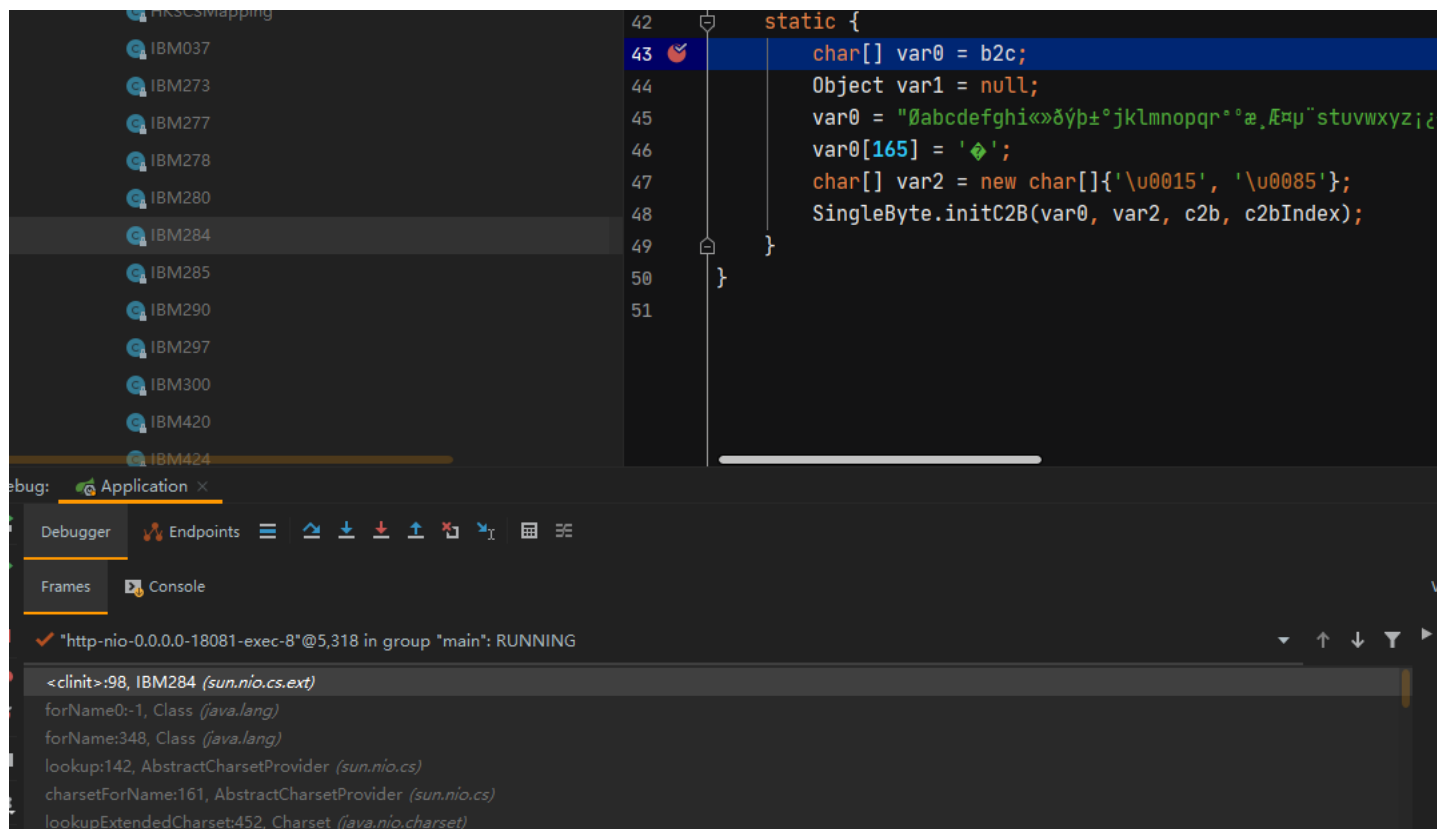 HKSCSMapping
IBM037
IBM273
IBM277
IBM278
IBM280
IBM284
IBM285
IBM290
IBM297
IBM300
IBM420
IBM424
42 static {
43 char[] var0 = b2c;
44 Object var1 = null;
45 var0 = "Øabcdefghi«»ðýþ±°jklmnopqrªºæ¸Æ¤µ¨stuvwxyz¡¿
46 var0[165] = '�';
47 char[] var2 = new char[]{'\u0015', '\u0085'};
48 SingleByte.initC2B(var0, var2, c2b, c2bIndex);
49 }
50 }
51
ebug: Application ×
Debugger Endpoints
Frames Console
"http-nio-0.0.0.0-18081-exec-8"@5,318 in group "main": RUNNING
<clinit>:98, IBM284 (sun.nio.cs.ext)
forName0:-1, Class (java.lang)
forName:348, Class (java.lang)
lookup:142, AbstractCharsetProvider (sun.nio.cs)
charsetForName:161, AbstractCharsetProvider (sun.nio.cs)
lookupExtendedCharset:452, Charset (java.nio.charset)